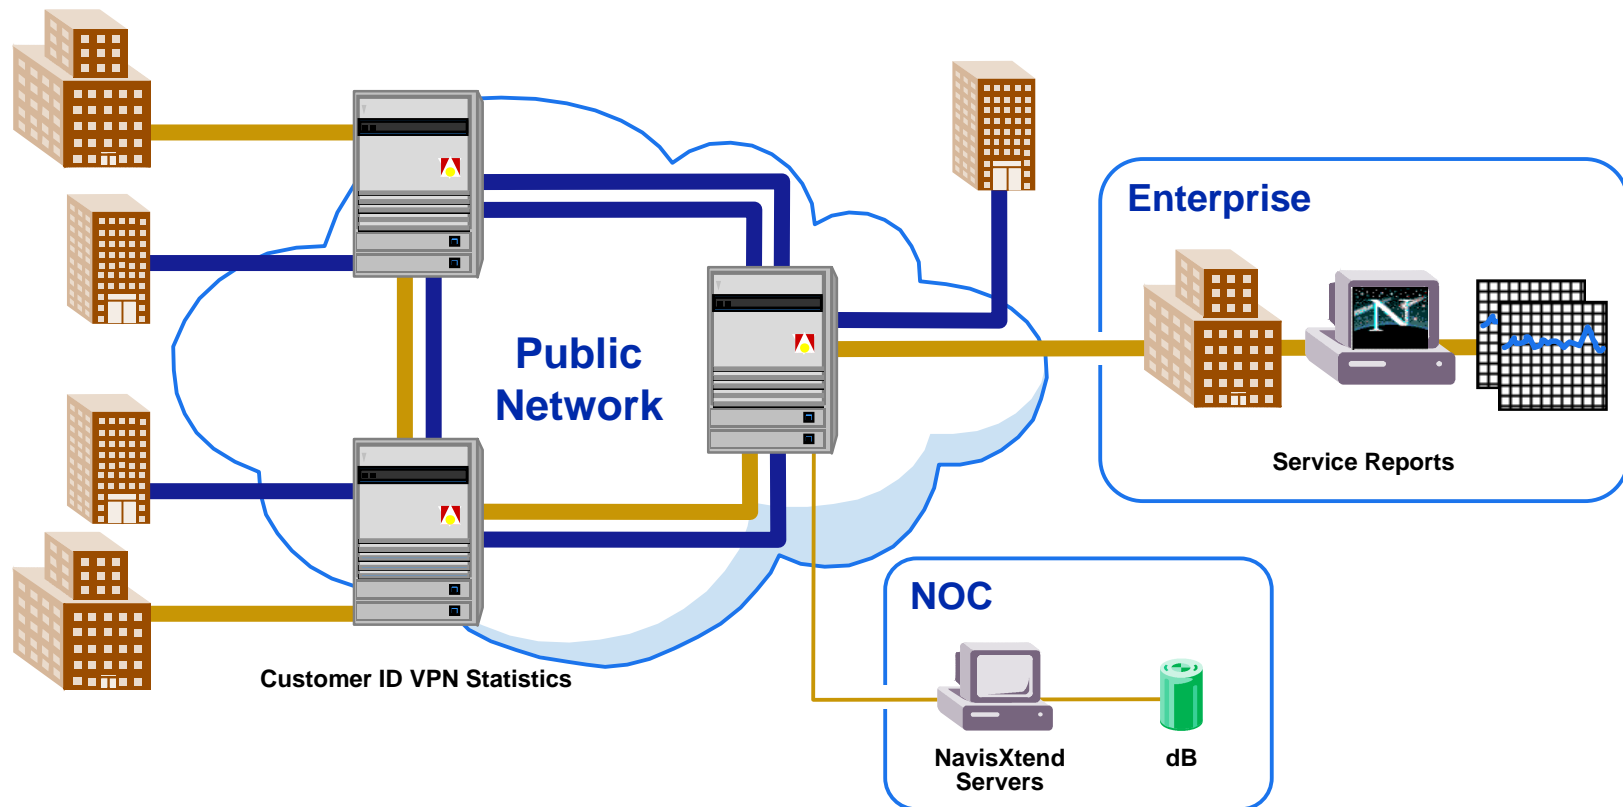 Enterprise
Public
Network
N
Service Reports
NOC
Customer ID VPN Statistics
NavisXtend
Servers
dB